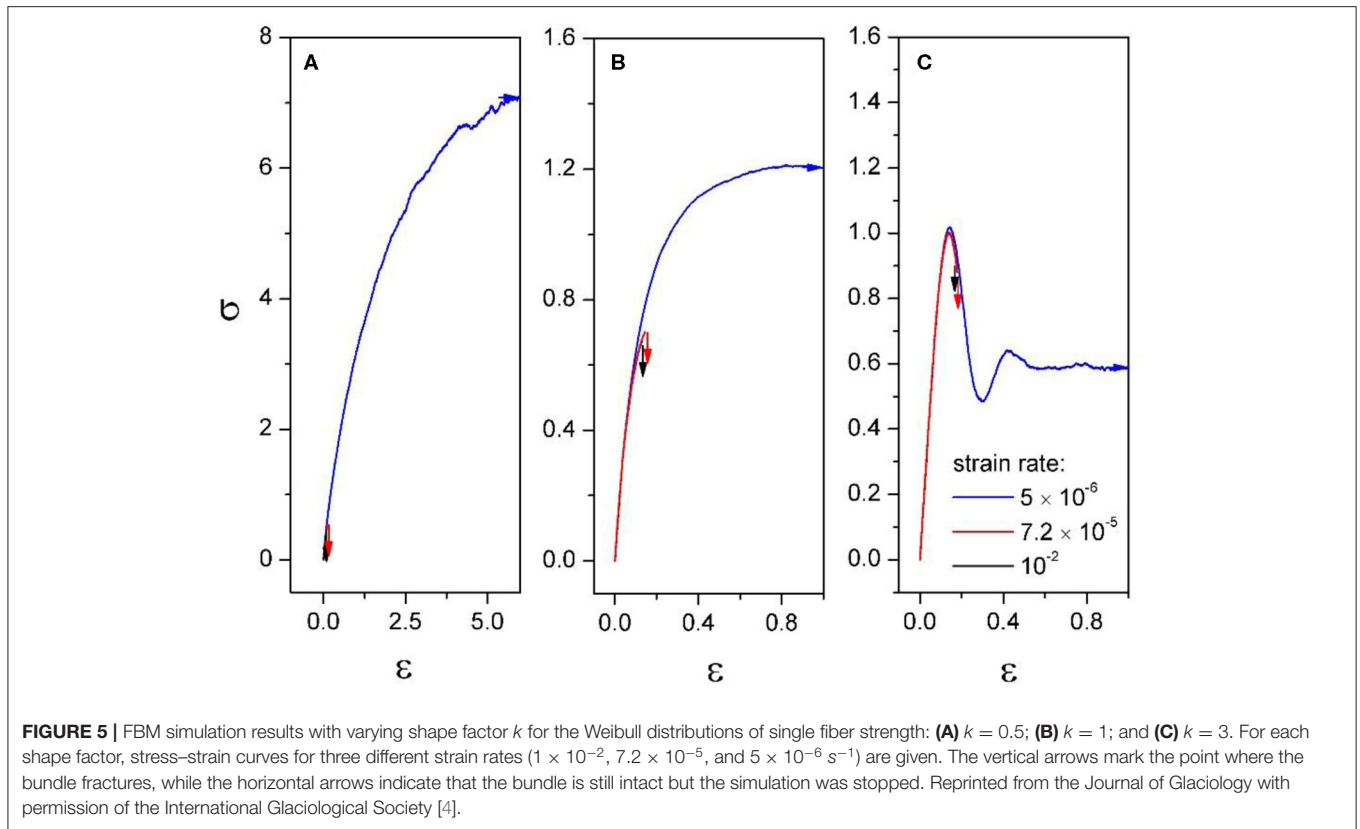 A
8
6
4
2
0
σ
0.0 2.5 5.0
ε
B
1.6
1.2
0.8
0.4
0.0
0.0 0.4 0.8
ε
C
1.6
1.4
1.2
1.0
0.8
0.6
0.4
0.2
0.0
0.0 0.4 0.8
ε
strain rate:
5 × 10⁻⁶
7.2 × 10⁻⁵
10⁻²
FIGURE 5 | FBM simulation results with varying shape factor k for the Weibull distributions of single fiber strength: (A) k = 0.5; (B) k = 1; and (C) k = 3. For each
shape factor, stress–strain curves for three different strain rates (1 × 10⁻², 7.2 × 10⁻⁵, and 5 × 10⁻⁶ s⁻¹) are given. The vertical arrows mark the point where the
bundle fractures, while the horizontal arrows indicate that the bundle is still intact but the simulation was stopped. Reprinted from the Journal of Glaciology with
permission of the International Glaciological Society [4].